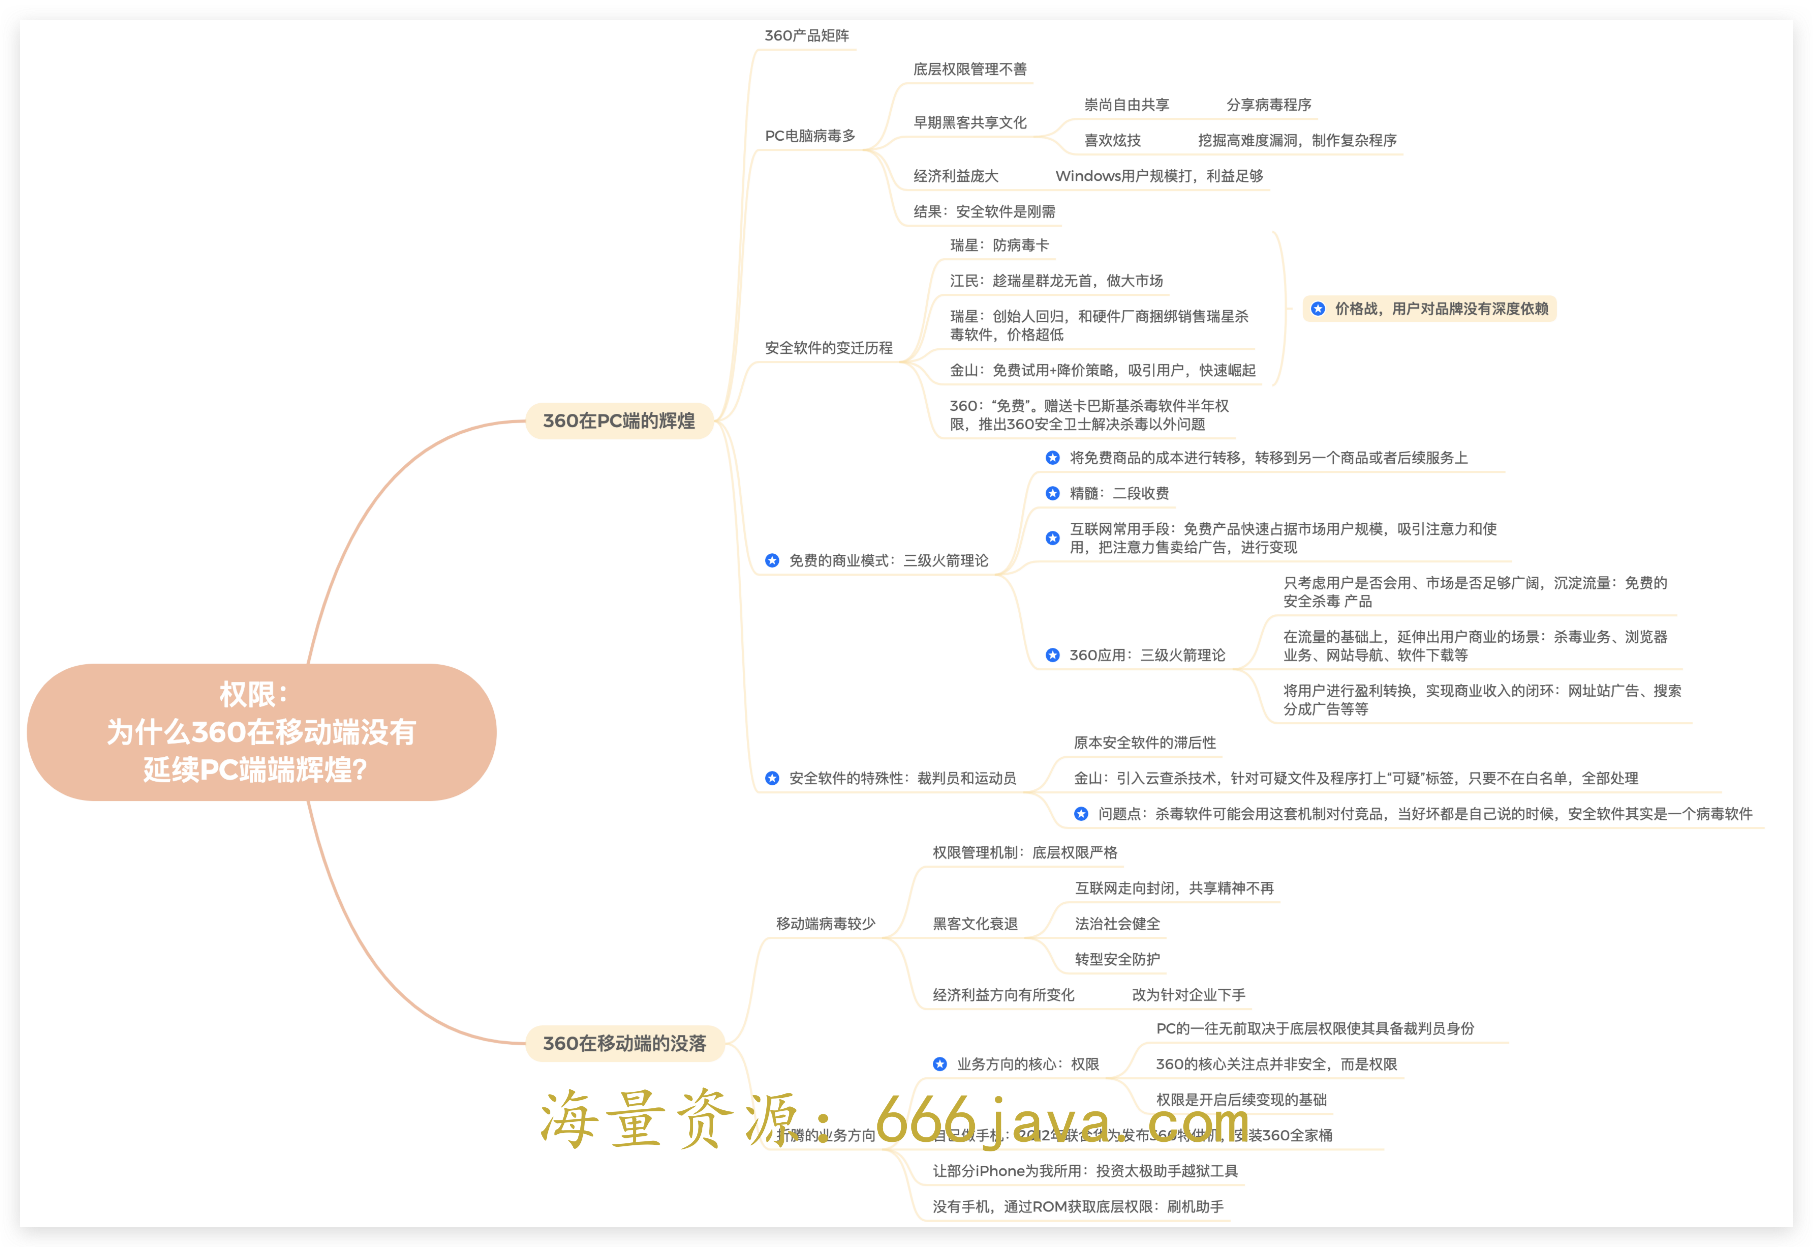 权限：
为什么360在移动端没有
延续PC端端辉煌？
360在PC端的辉煌
360产品矩阵
PC电脑病毒多
底层权限管理不善
早期黑客共享文化
崇尚自由共享
分享病毒程序
喜欢炫技
挖掘高难度漏洞，制作复杂程序
经济利益庞大
Windows用户规模打，利益足够
结果：安全软件是刚需
安全软件的变迁历程
瑞星：防病毒卡
江民：趁瑞星群龙无首，做大市场
瑞星：创始人回归，和硬件厂商捆绑销售瑞星杀
毒软件，价格超低
金山：免费试用+降价策略，吸引用户，快速崛起
价格战，用户对品牌没有深度依赖
360：“免费”。赠送卡巴斯基杀毒软件半年权
限，推出360安全卫士解决杀毒以外问题
免费的商业模式：三级火箭理论
将免费商品的成本进行转移，转移到另一个商品或者后续服务上
精髓：二段收费
互联网常用手段：免费产品快速占据市场用户规模，吸引注意力和使
用，把注意力售卖给广告，进行变现
360应用：三级火箭理论
只考虑用户是否会用、市场是否足够广阔，沉淀流量：免费的
安全杀毒 产品
在流量的基础上，延伸出用户商业的场景：杀毒业务、浏览器
业务、网站导航、软件下载等
将用户进行盈利转换，实现商业收入的闭环：网址站广告、搜索
分成广告等等
安全软件的特殊性：裁判员和运动员
原本安全软件的滞后性
金山：引入云查杀技术，针对可疑文件及程序打上“可疑”标签，只要不在白名单，全部处理
问题点：杀毒软件可能会用这套机制对付竞品，当好坏都是自己说的时候，安全软件其实是一个病毒软件
360在移动端的没落
移动端病毒较少
权限管理机制：底层权限严格
黑客文化衰退
互联网走向封闭，共享精神不再
法治社会健全
转型安全防护
经济利益方向有所变化
改为针对企业下手
折腾的业务方向
业务方向的核心：权限
PC的一往无前取决于底层权限使其具备裁判员身份
360的核心关注点并非安全，而是权限
权限是开启后续变现的基础
自己做手机：2012年联合华为发布360特供机，安装360全家桶
让部分iPhone为我所用：投资太极助手越狱工具
没有手机，通过ROM获取底层权限：刷机助手
海量资源：666java.com